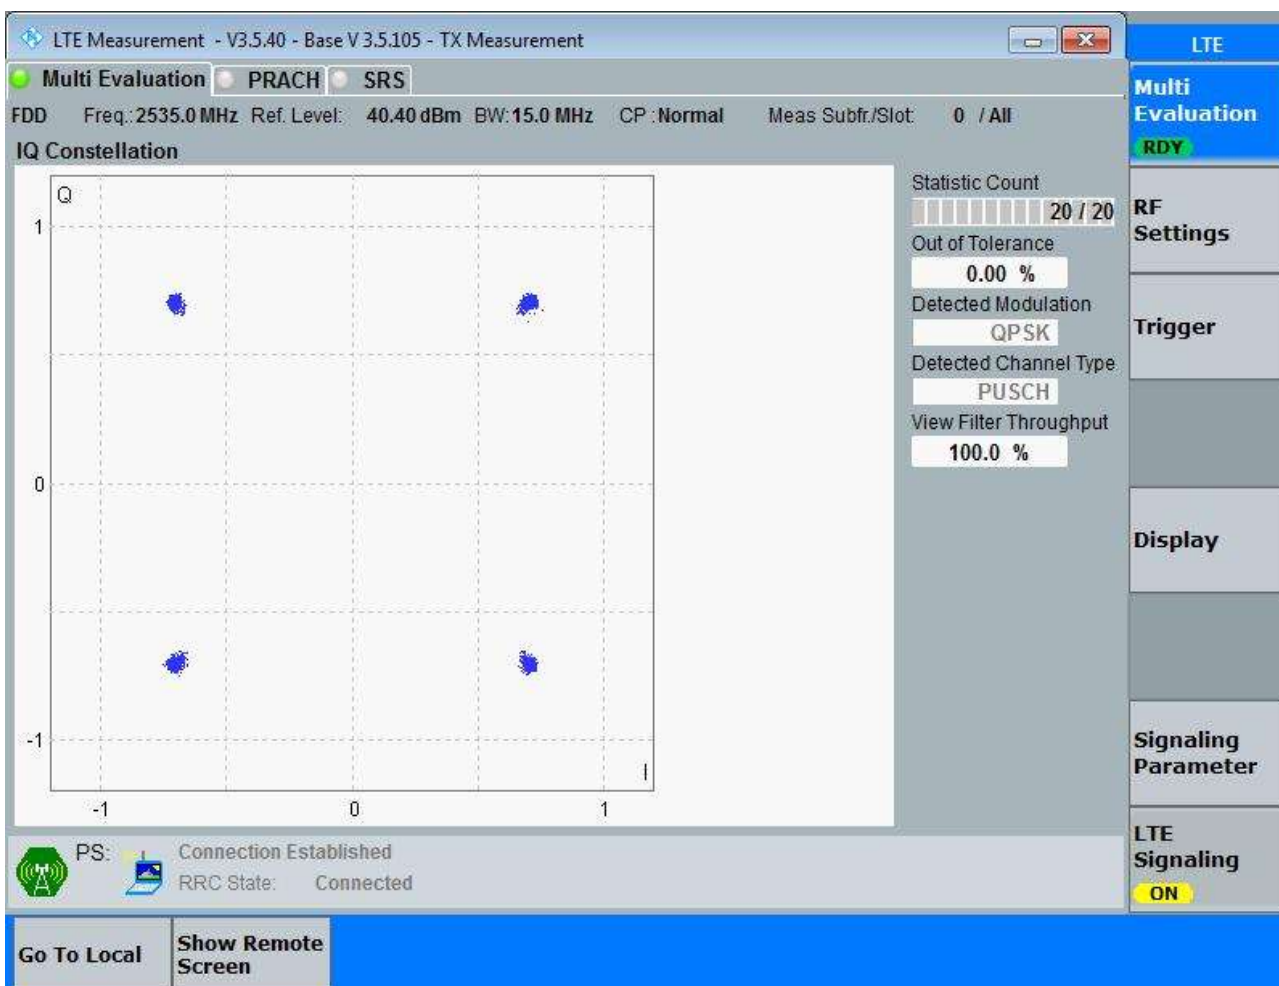 LTE Measurement - V3.5.40 - Base V 3.5.105 - TX Measurement
LTE
Multi Evaluation PRACH SRS
Multi
Evaluation
RDY
FDD Freq.: 2535.0 MHz Ref. Level: 40.40 dBm BW: 15.0 MHz CP : Normal Meas Subfr./Slot: 0 / All
IQ Constellation
Q
1
0
-1
I
-1 0 1
Statistic Count
20 / 20
Out of Tolerance
0.00 %
Detected Modulation
QPSK
Detected Channel Type
PUSCH
View Filter Throughput
100.0 %
RF
Settings
Trigger
Display
Signaling
Parameter
LTE
Signaling
ON
PS: Connection Established
RRC State: Connected
Go To Local
Show Remote
Screen